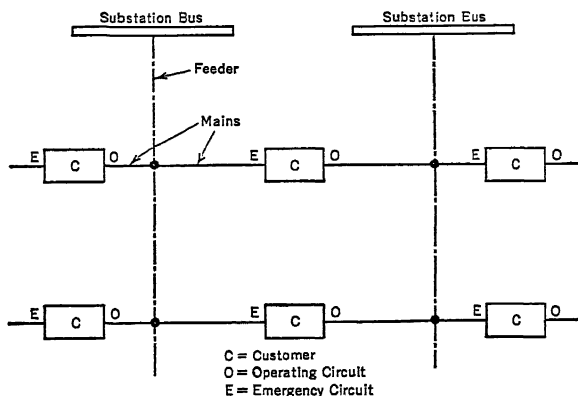 Substation Bus
Substation Eus
Feeder
Mains
E C O E C O E C O
E C O E C O E C O
C = Customer
O = Operating Circuit
E = Emergency Circuit